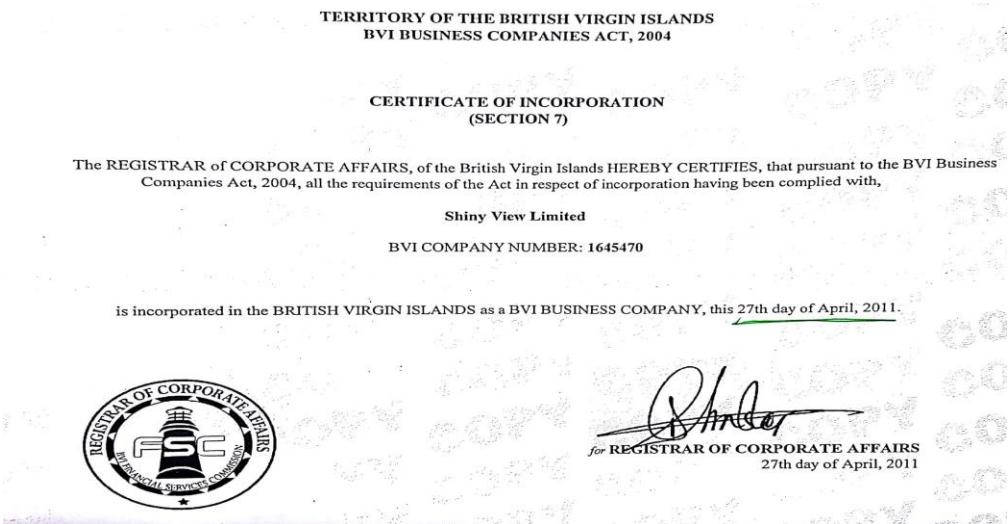 TERRITORY OF THE BRITISH VIRGIN ISLANDS
BVI BUSINESS COMPANIES ACT, 2004
CERTIFICATE OF INCORPORATION
(SECTION 7)
The REGISTRAR of CORPORATE AFFAIRS, of the British Virgin Islands HEREBY CERTIFIES, that pursuant to the BVI Business
Companies Act, 2004, all the requirements of the Act in respect of incorporation having been complied with,
Shiny View Limited
BVI COMPANY NUMBER: 1645470
is incorporated in the BRITISH VIRGIN ISLANDS as a BVI BUSINESS COMPANY, this 27th day of April, 2011.
REGISTRAR OF CORPORATE AFFAIRS
FSC
BVI FINANCIAL SERVICES COMMISSION
for REGISTRAR OF CORPORATE AFFAIRS
27th day of April, 2011
COPY